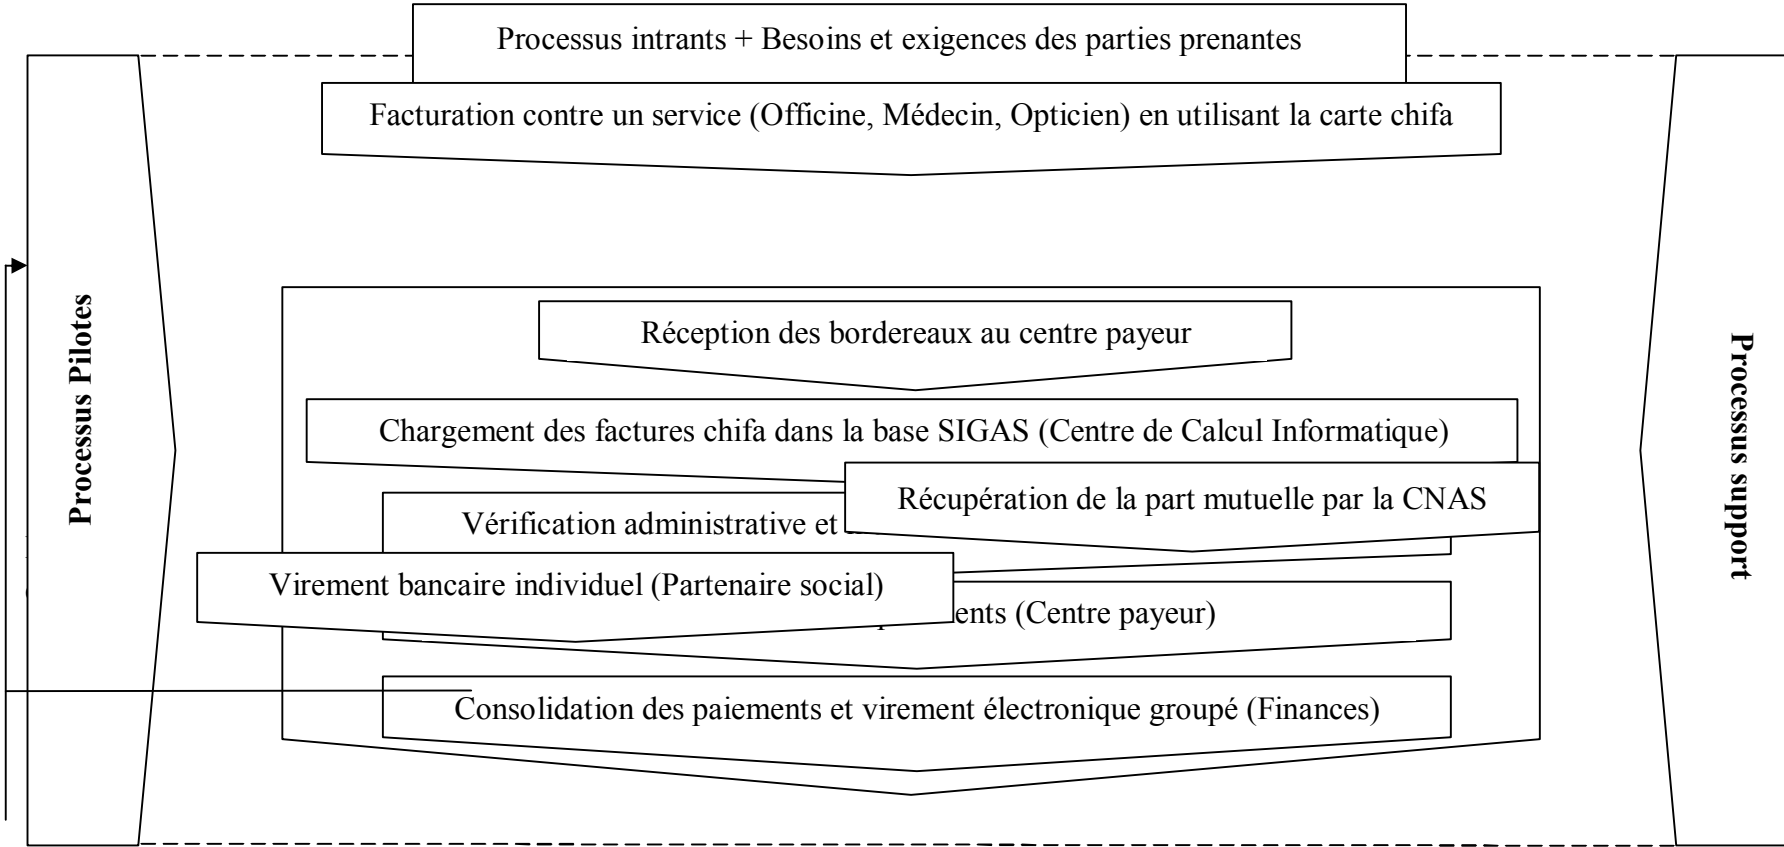 Processus intrants + Besoins et exigences des parties prenantes
Facturation contre un service (Officine, Médecin, Opticien) en utilisant la carte chifa
Processus Pilotes
Réception des bordereaux au centre payeur
Chargement des factures chifa dans la base SIGAS (Centre de Calcul Informatique)
Récupération de la part mutuelle par la CNAS
Vérification administrative et
Virement bancaire individuel (Partenaire social)
ents (Centre payeur)
Consolidation des paiements et virement électronique groupé (Finances)
Processus support